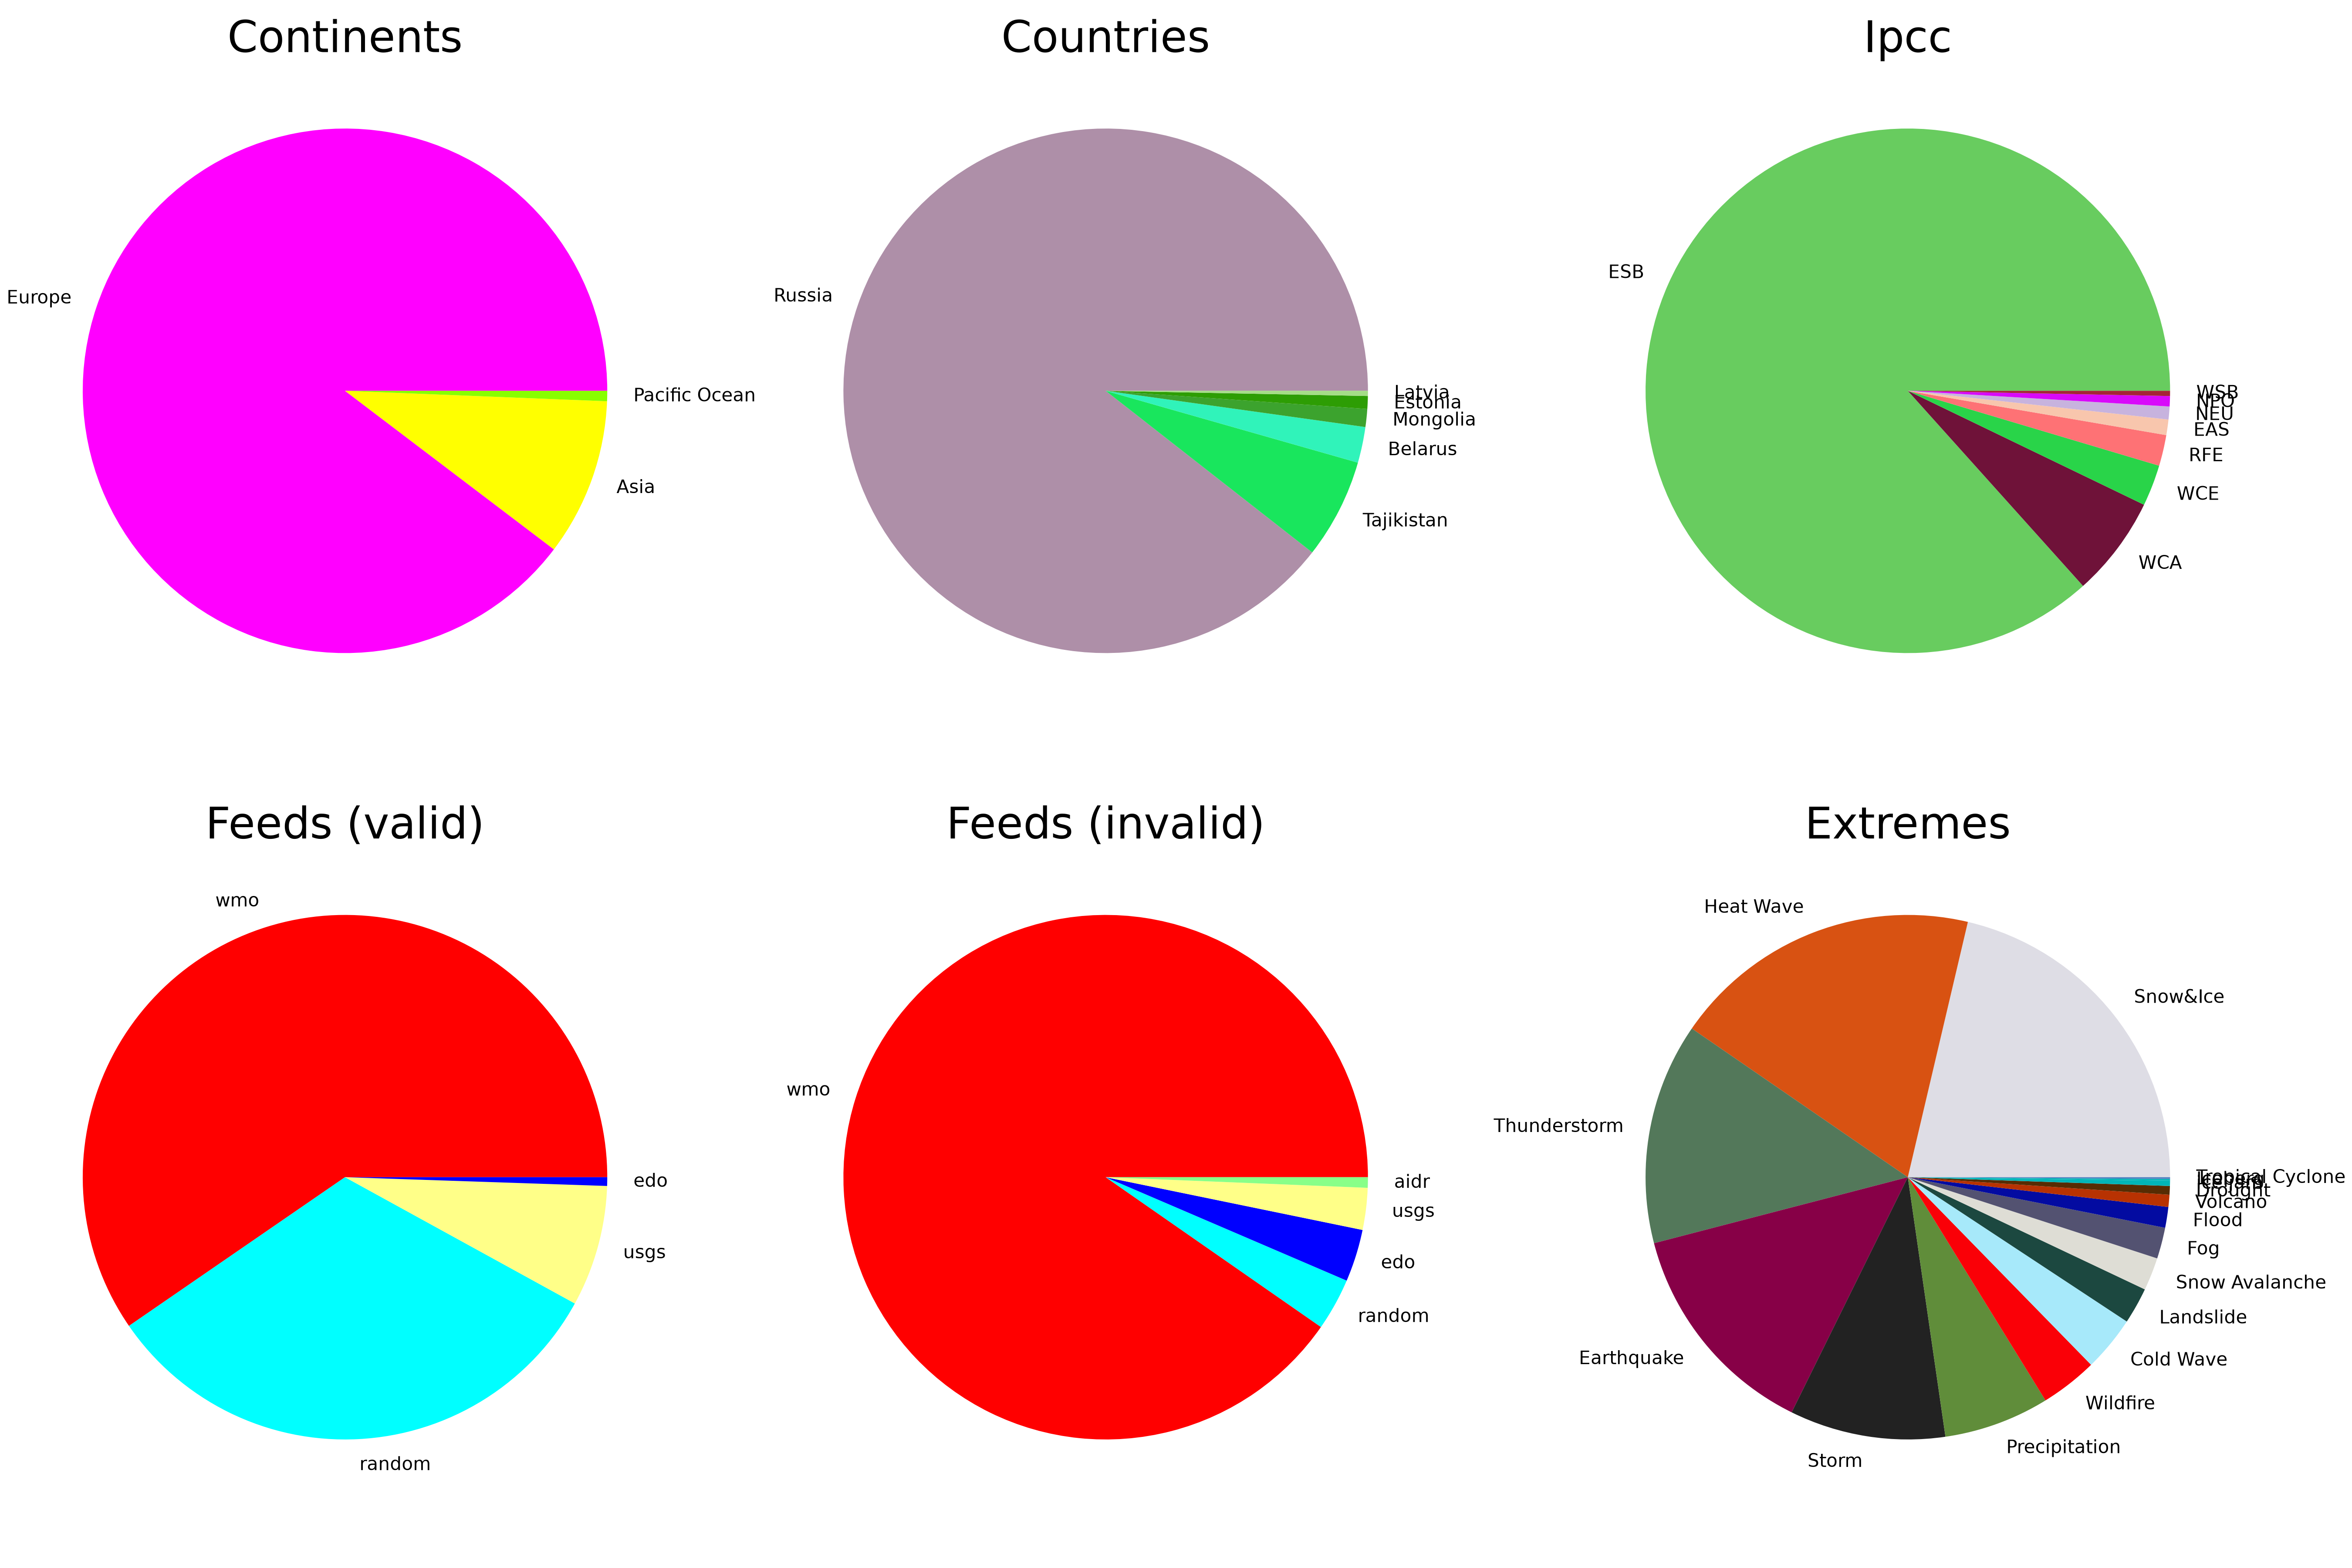 Continents
Europe
Pacific Ocean
Asia
Countries
Russia
Latvia
Estonia
Mongolia
Belarus
Tajikistan
Ipcc
ESB
WSB
NPO
NEU
EAS
RFE
WCE
WCA
Feeds (valid)
wmo
edo
usgs
random
Feeds (invalid)
wmo
aidr
usgs
edo
random
Extremes
Heat Wave
Snow&Ice
Thunderstorm
Tropical Cyclone
Drought
Volcano
Flood
Fog
Snow Avalanche
Landslide
Cold Wave
Earthquake
Wildfire
Precipitation
Storm